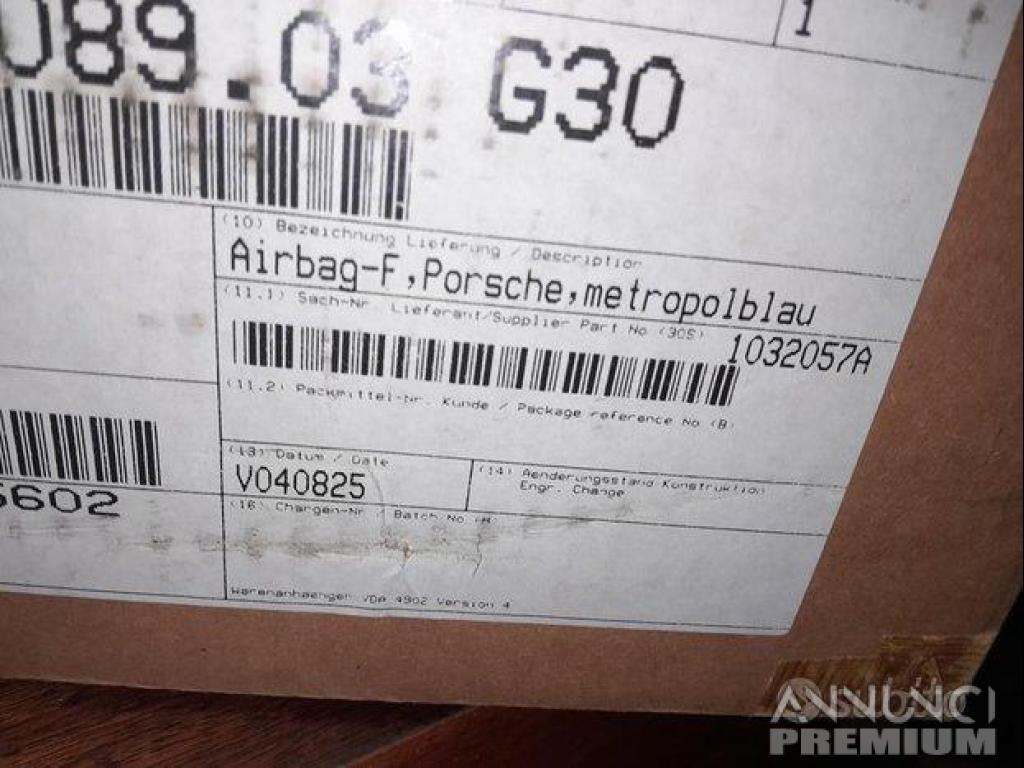 1
089.03 G30
(10) Bezeichnung Lieferung / Description
Airbag-F,Porsche,metropolblau
(11.1) Sach-Nr. Lieferant/Supplier Part No (30S)
1032057A
(11.2) Packmittel-Nr. Kunde / Package reference No (B)
(13) Datum / Date
V040825
(14) Aenderungsstand Konstruktion
Engr. Change
6602
(16) Chargen-Nr / Batch No (H)
Warenanhaenger VDA 4902 Version 4
ANNUNCI
PREMIUM